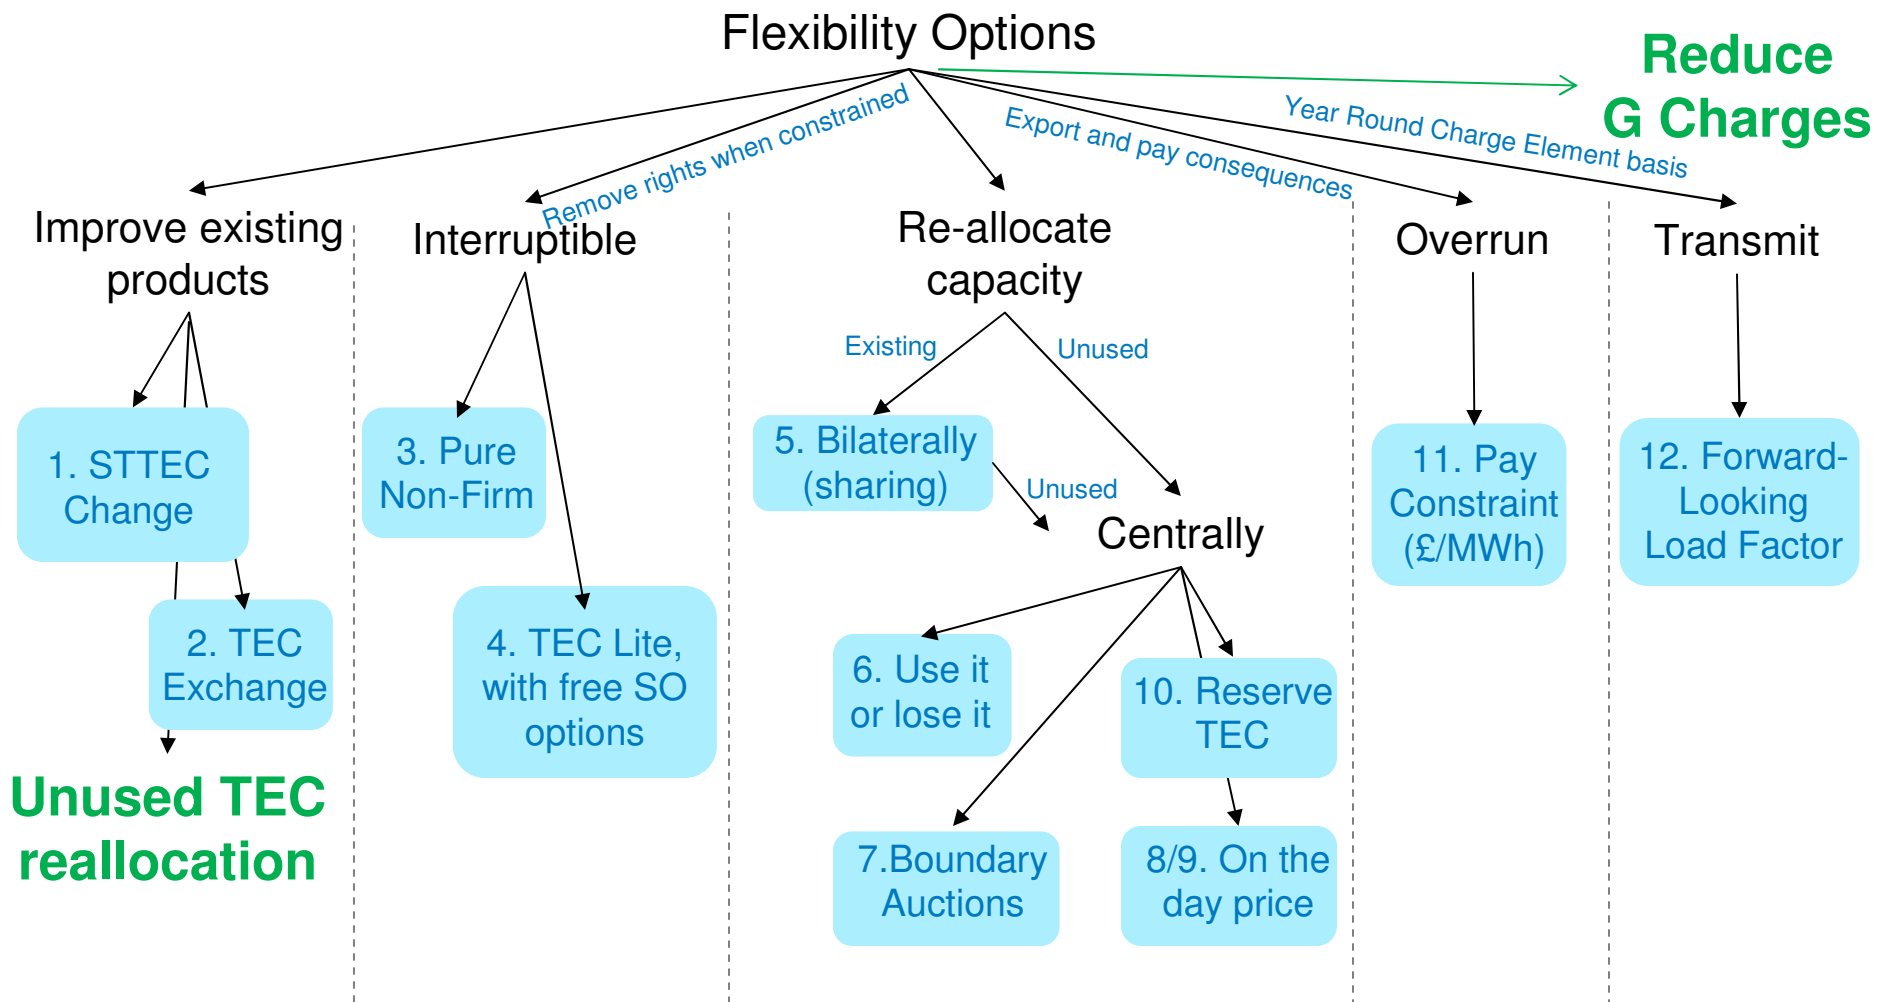 Flexibility Options
Reduce
G Charges
Remove rights when constrained
Export and pay consequences
Year Round Charge Element basis
Improve existing
products
Interruptible
Re-allocate
capacity
Overrun
Transmit
Existing
Unused
1. STTEC
Change
3. Pure
Non-Firm
5. Bilaterally
(sharing)
Unused
Centrally
11. Pay
Constraint
(£/MWh)
12. Forward-
Looking
Load Factor
2. TEC
Exchange
4. TEC Lite,
with free SO
options
6. Use it
or lose it
10. Reserve
TEC
Unused TEC
reallocation
7.Boundary
Auctions
8/9. On the
day price